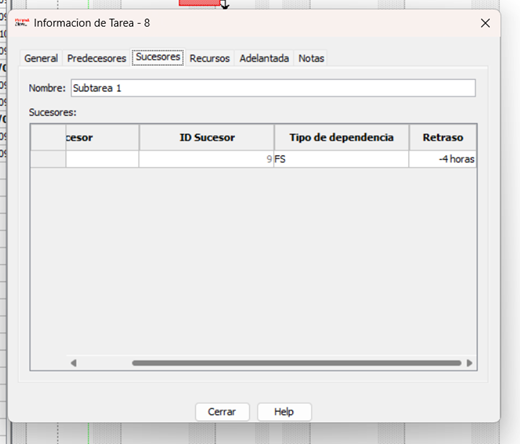 Informacion de Tarea - 8
General Predecesores Sucesores Recursos Adelantada Notas
Nombre: Subtarea 1
Sucesores:
cesor ID Sucesor Tipo de dependencia Retraso
9 FS -4 horas
Cerrar Help